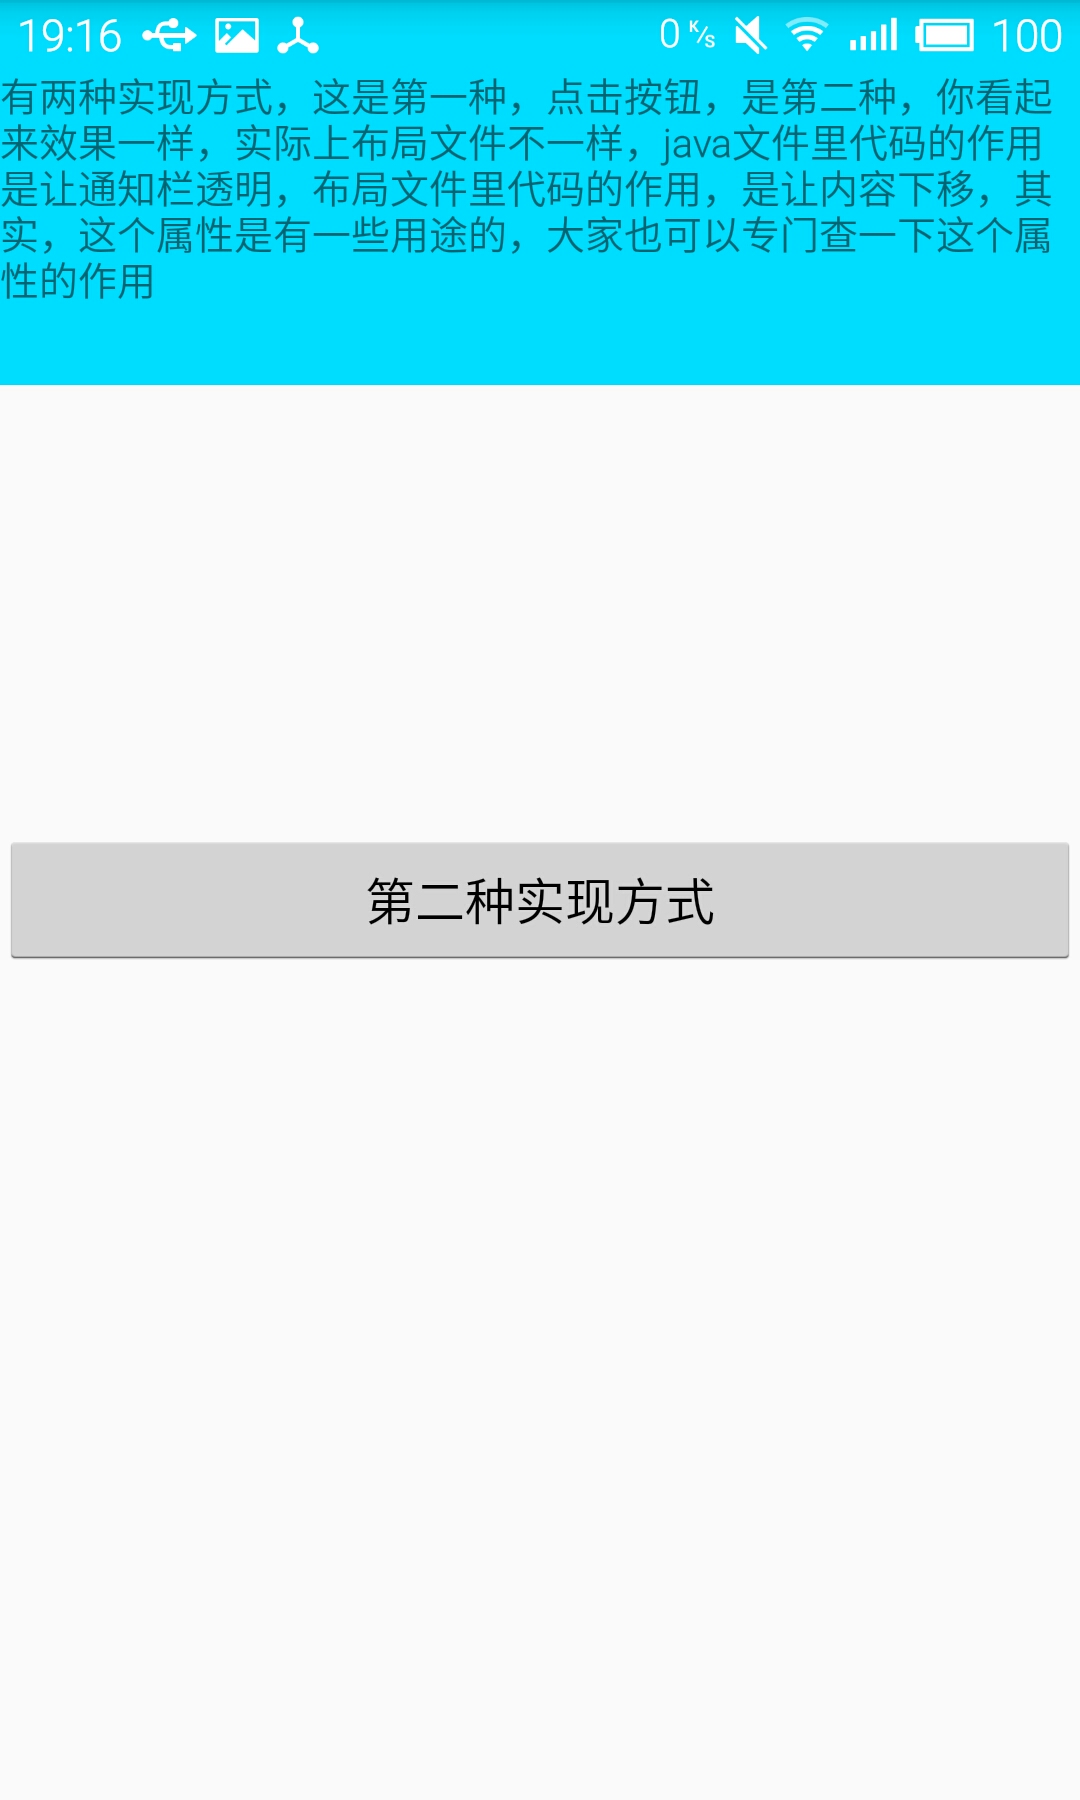 19:16 0 K/s 100
有两种实现方式，这是第一种，点击按钮，是第二种，你看起
来效果一样，实际上布局文件不一样，java文件里代码的作用
是让通知栏透明，布局文件里代码的作用，是让内容下移，其
实，这个属性是有一些用途的，大家也可以专门查一下这个属
性的作用
第二种实现方式